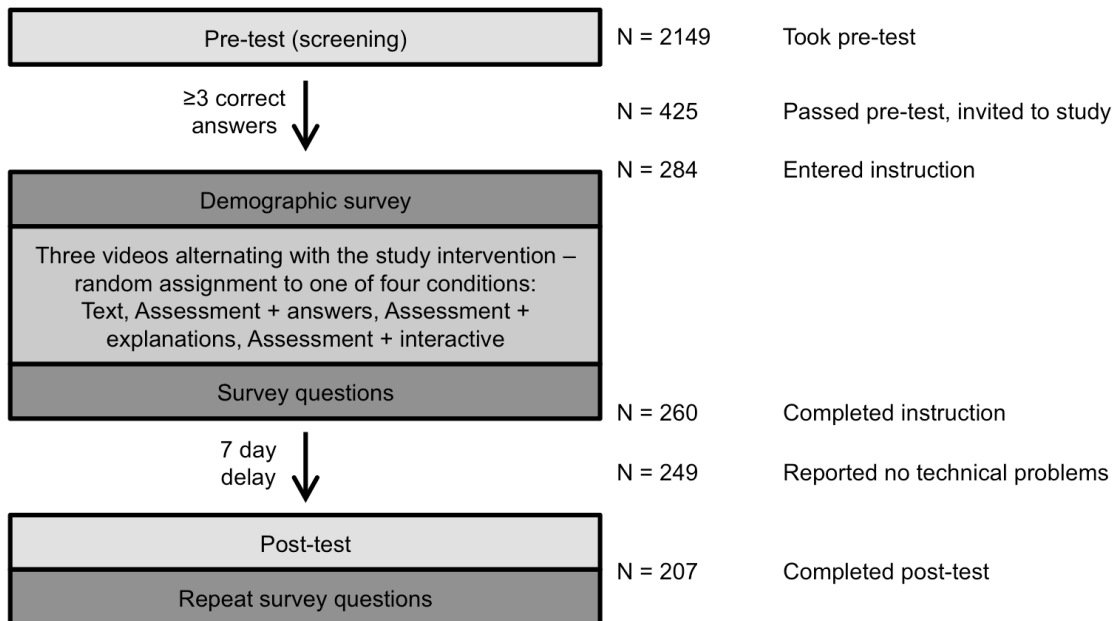 Pre-test (screening)
N = 2149 Took pre-test
≥3 correct
answers
N = 425 Passed pre-test, invited to study
N = 284 Entered instruction
Demographic survey
Three videos alternating with the study intervention –
random assignment to one of four conditions:
Text, Assessment + answers, Assessment +
explanations, Assessment + interactive
Survey questions
N = 260 Completed instruction
7 day
delay
N = 249 Reported no technical problems
Post-test
N = 207 Completed post-test
Repeat survey questions